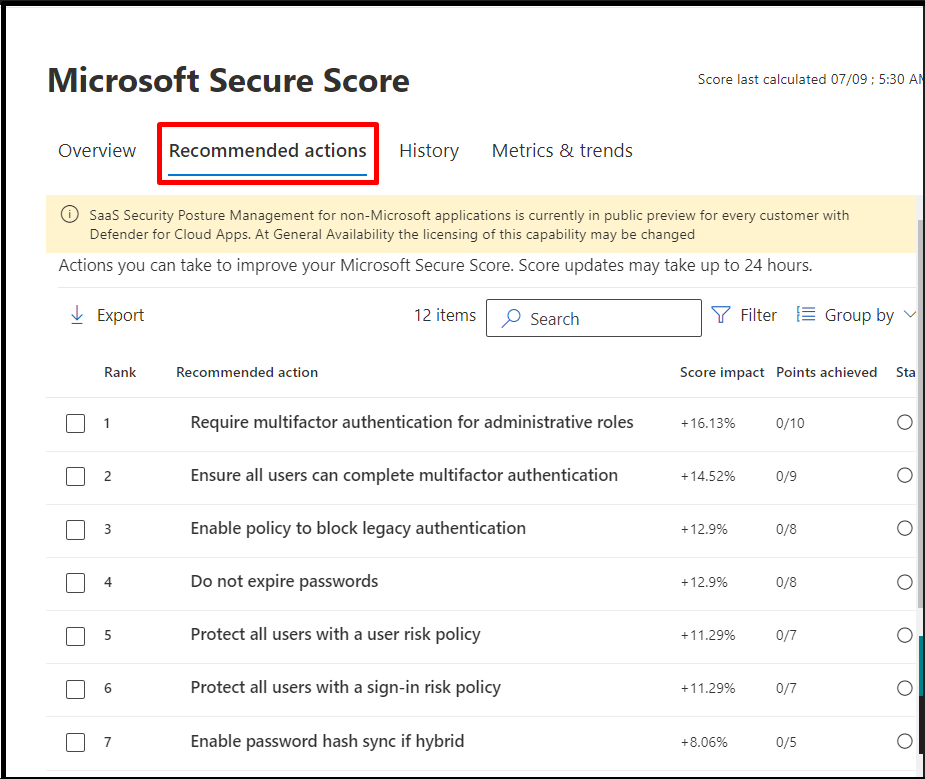 Microsoft Secure Score
Score last calculated 07/09 ; 5:30 AM
Overview Recommended actions History Metrics & trends
SaaS Security Posture Management for non-Microsoft applications is currently in public preview for every customer with
Defender for Cloud Apps. At General Availability the licensing of this capability may be changed
Actions you can take to improve your Microsoft Secure Score. Score updates may take up to 24 hours.
Export 12 items Search Filter Group by
Rank Recommended action Score impact Points achieved Sta
1 Require multifactor authentication for administrative roles +16.13% 0/10
2 Ensure all users can complete multifactor authentication +14.52% 0/9
3 Enable policy to block legacy authentication +12.9% 0/8
4 Do not expire passwords +12.9% 0/8
5 Protect all users with a user risk policy +11.29% 0/7
6 Protect all users with a sign-in risk policy +11.29% 0/7
7 Enable password hash sync if hybrid +8.06% 0/5